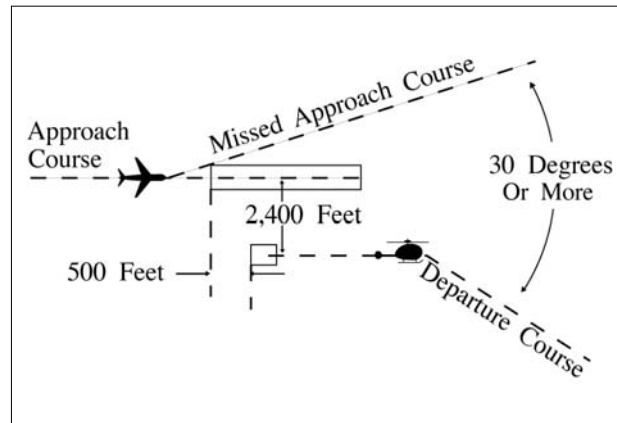 Missed Approach Course
Approach
Course
30 Degrees
Or More
2,400 Feet
500 Feet
Departure Course